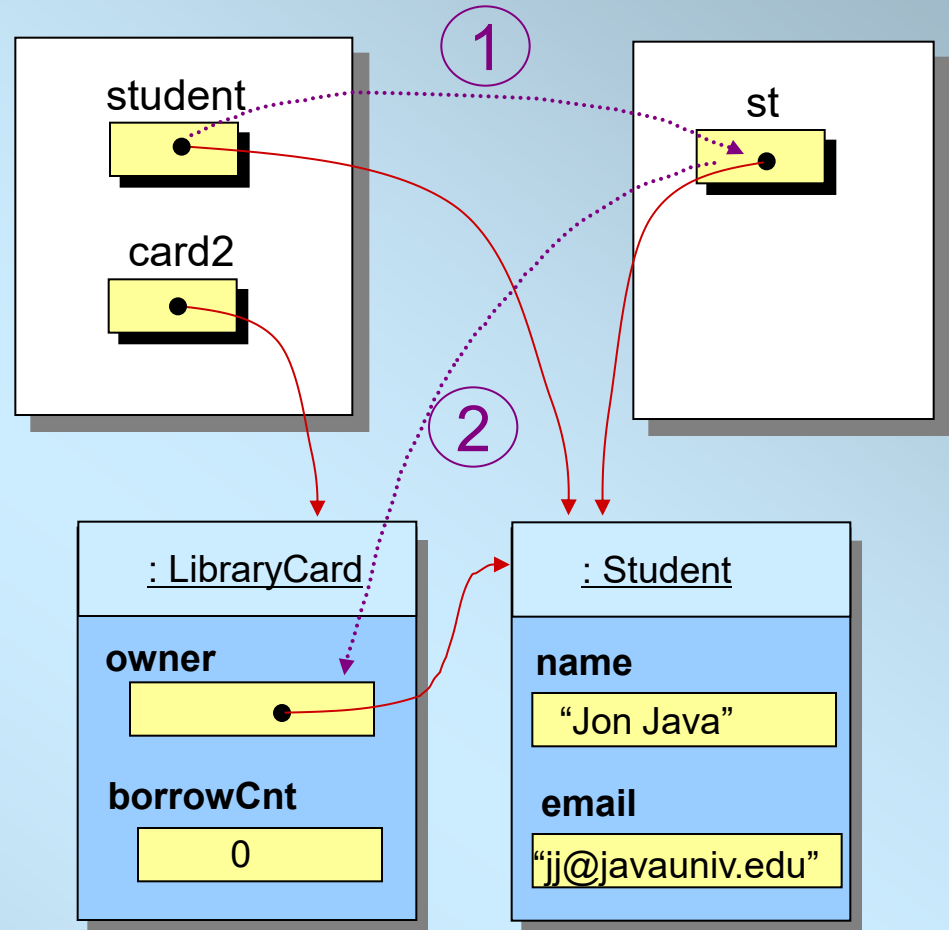 1
student
st
card2
2
: LibraryCard
: Student
owner
name
“Jon Java”
borrowCnt
email
0
“jj@javauniv.edu”